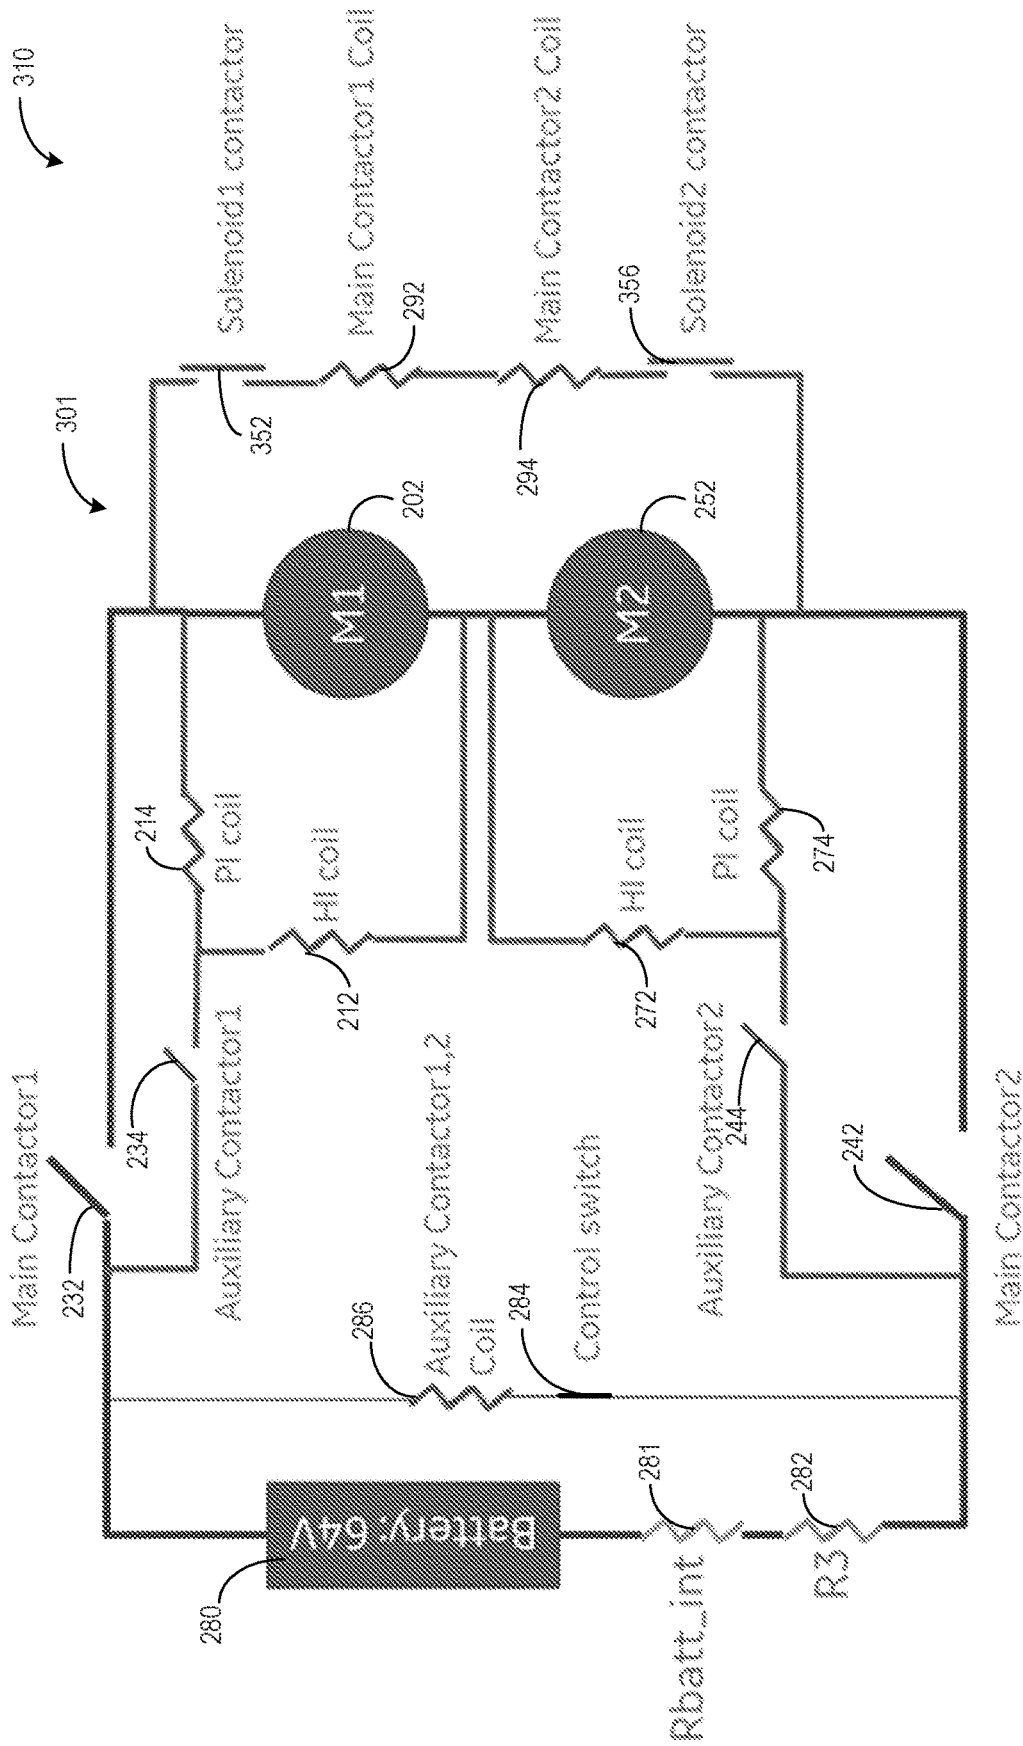 310
301
Solenoid1 contactor
Main Contactor1 Coil
Main Contactor2 Coil
Solenoid2 contactor
352
292
294
356
M1
202
M2
252
214
PI coil
HI coil
212
HI coil
272
PI coil
274
Main Contactor1
232
234
Auxiliary Contactor1
286
Auxiliary Contactor1,2
Coil
284
Control switch
Auxiliary Contactor2
244
242
Main Contactor2
280
Battery: 64V
281
Rbatt_int
282
R3